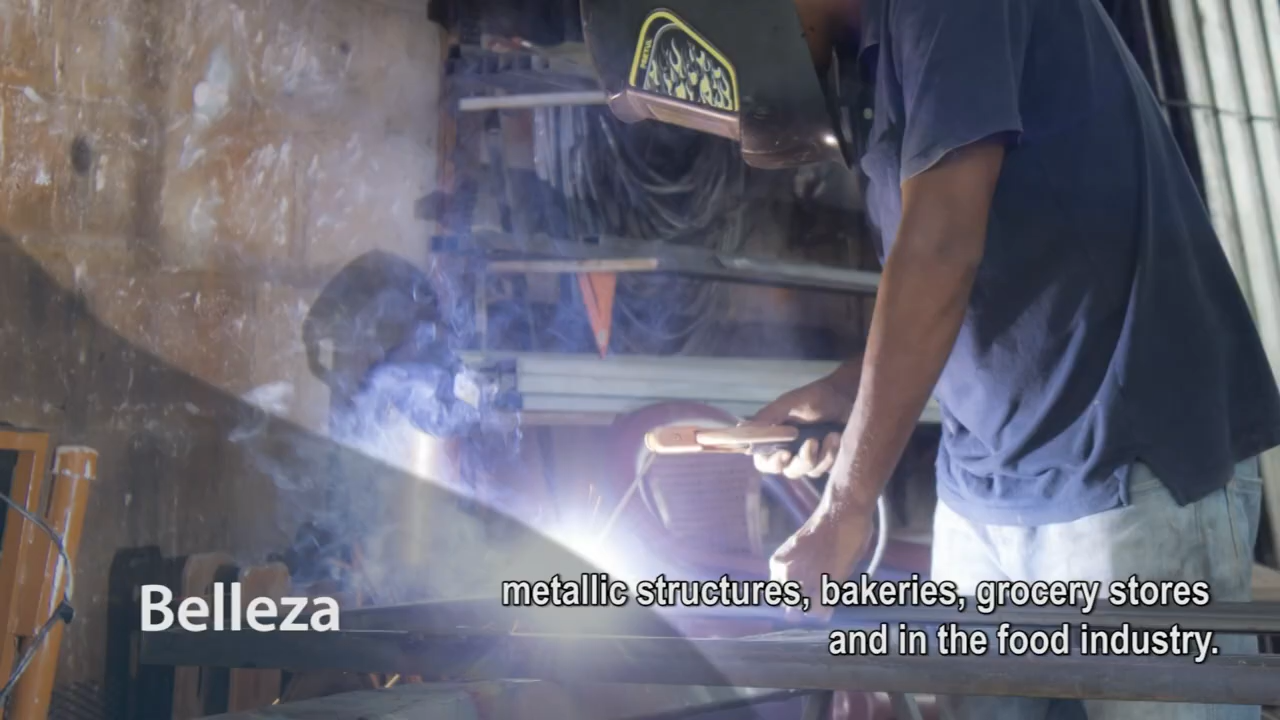 Belleza
metallic structures, bakeries, grocery stores
and in the food industry.